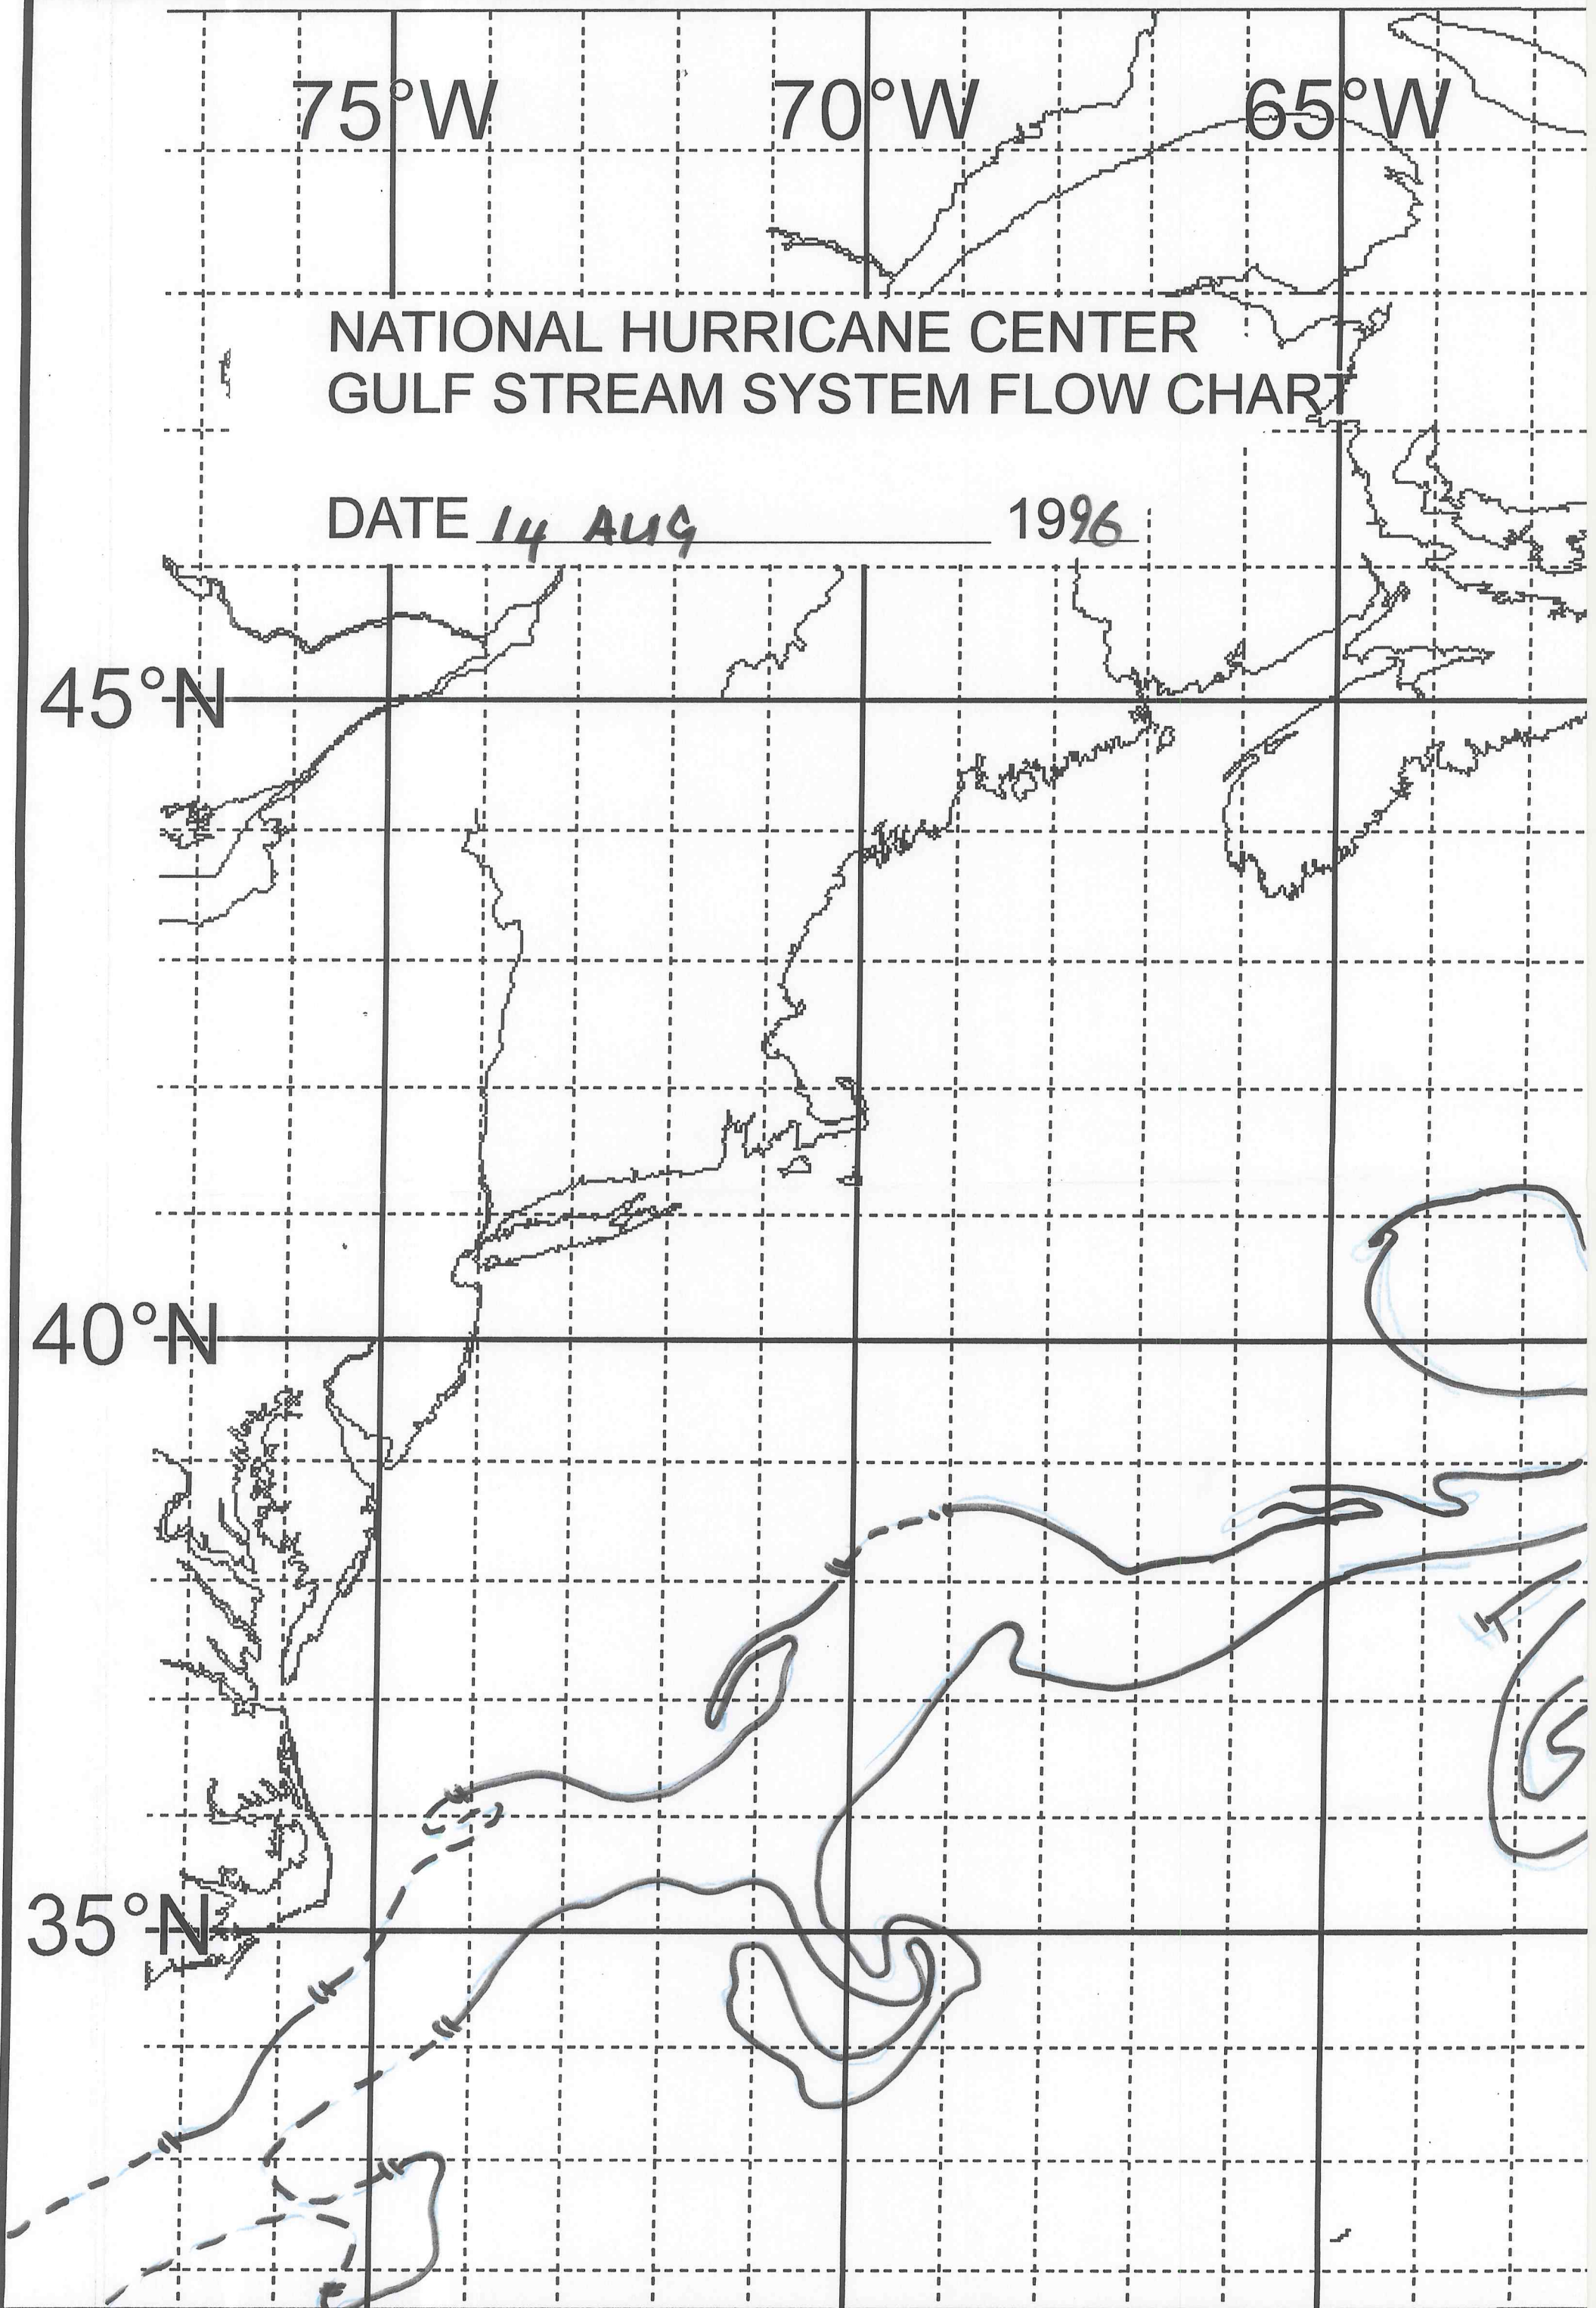 75°W 70°W 65°W
NATIONAL HURRICANE CENTER
GULF STREAM SYSTEM FLOW CHART
DATE 14 AUG 1996
45°N
40°N
35°N